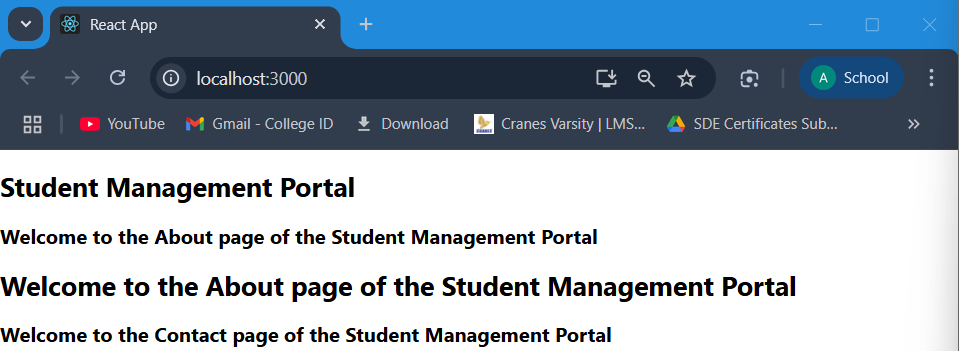 React App
localhost:3000
A School
YouTube Gmail - College ID Download Cranes Varsity | LMS... SDE Certificates Sub...
Student Management Portal
Welcome to the About page of the Student Management Portal
Welcome to the About page of the Student Management Portal
Welcome to the Contact page of the Student Management Portal